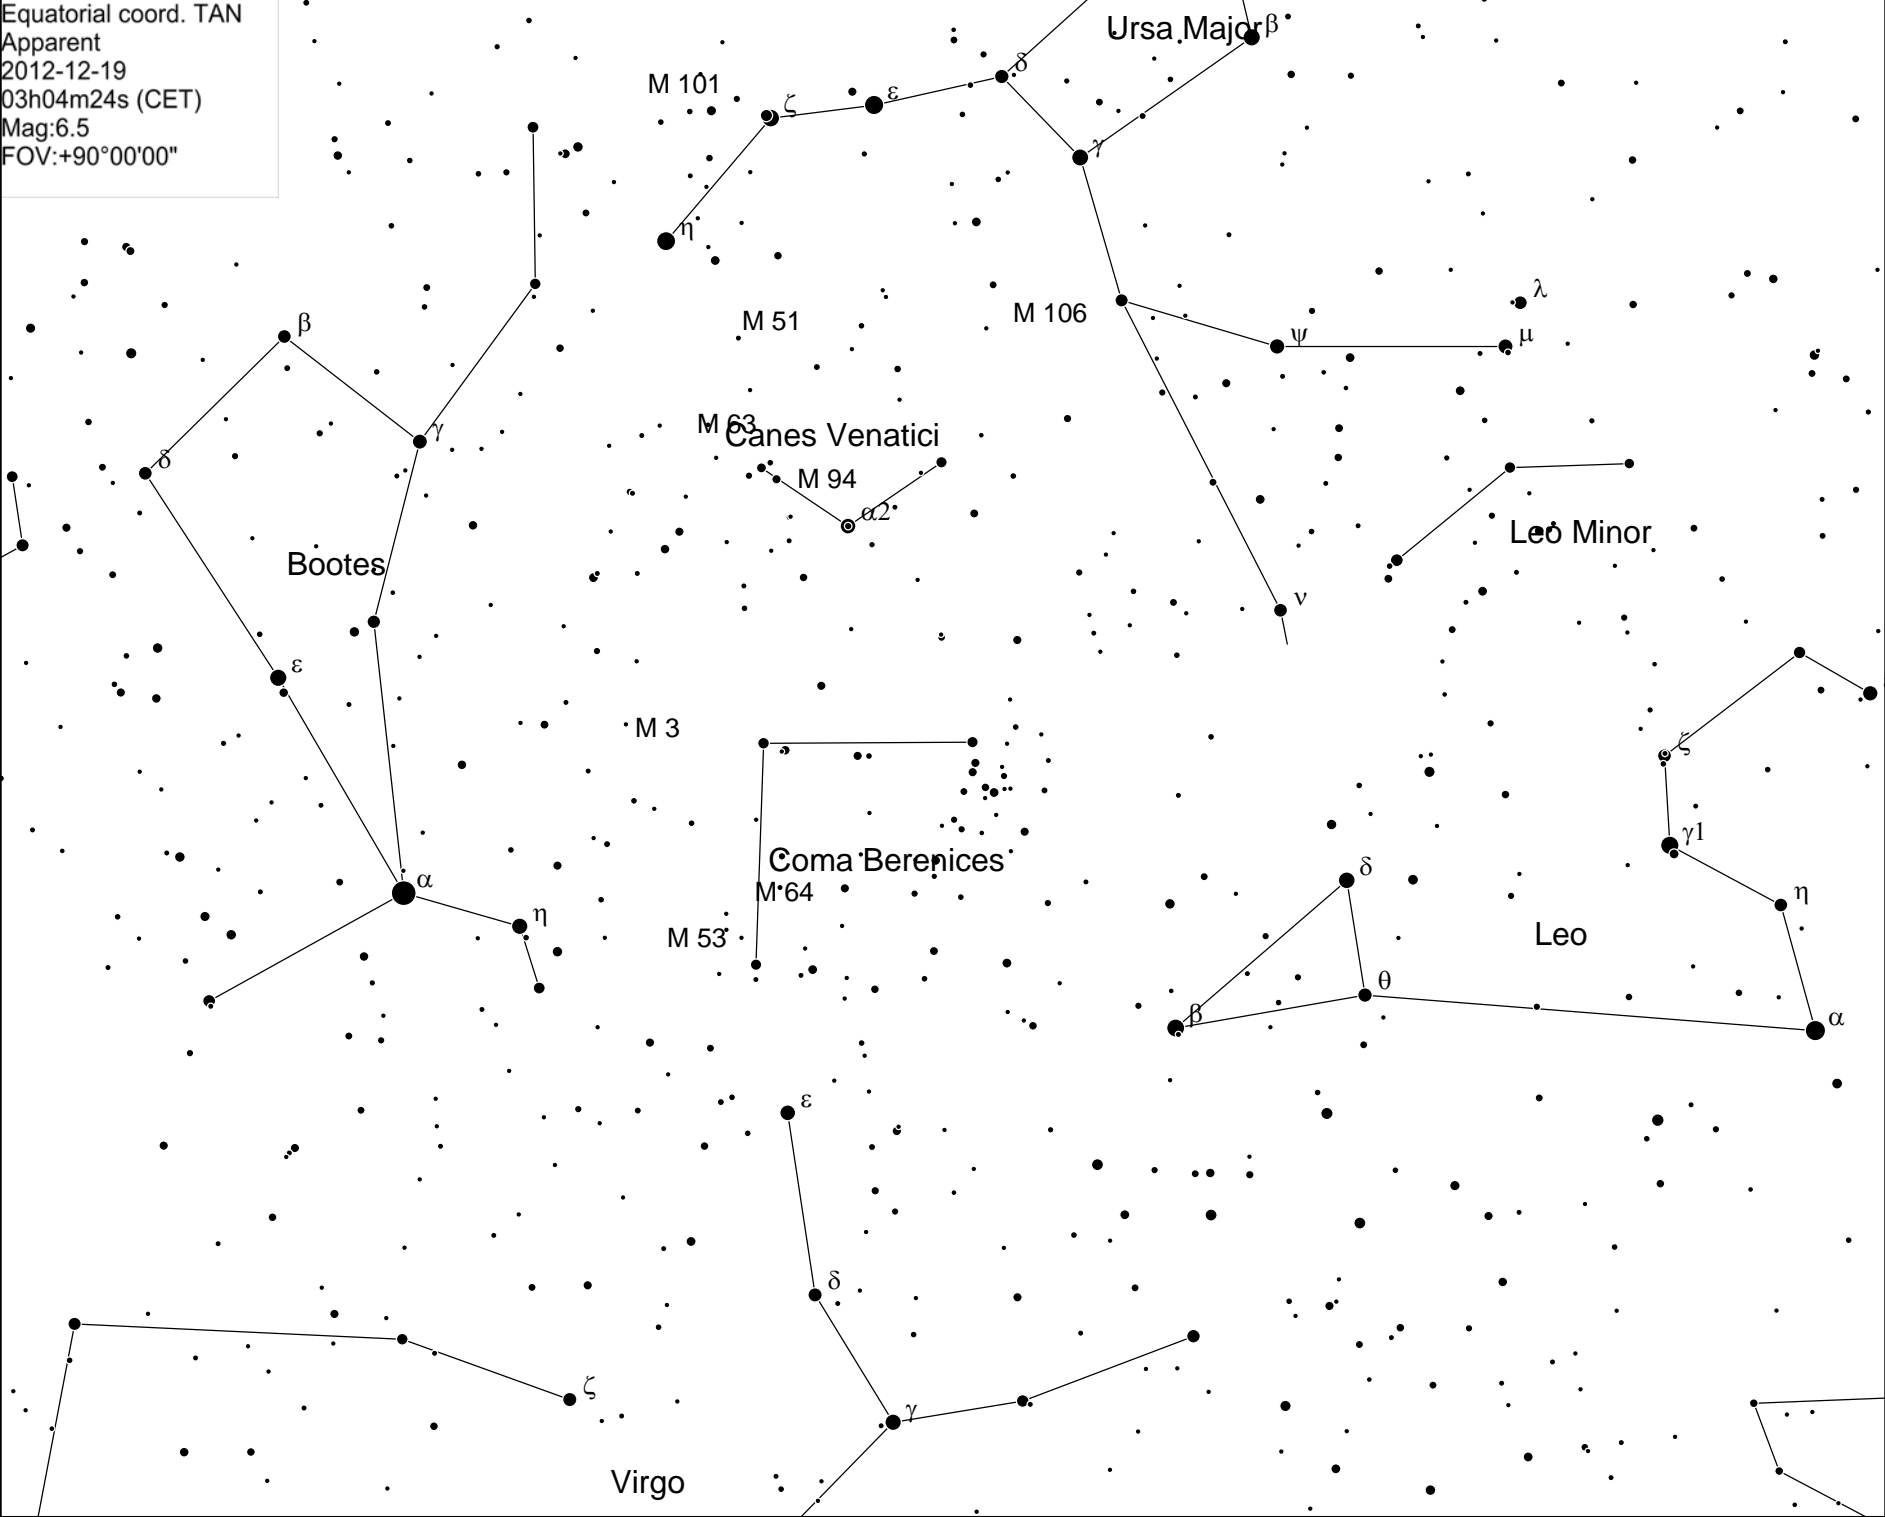 Equatorial coord. TAN
Apparent
2012-12-19
03h04m24s (CET)
Mag:6.5
FOV:+90°00'00"
Ursa Major
β
δ
M 101
ε
ζ
γ
η
λ
M 106
M 51
β
ψ
μ
M 63
γ
Canes Venatici
δ
M 94
α2
Leo Minor
Bootes
ν
ε
M 3
ζ
γ1
Coma Berenices
δ
α
M 64
η
η
M 53
Leo
θ
β
α
ε
δ
ζ
γ
Virgo